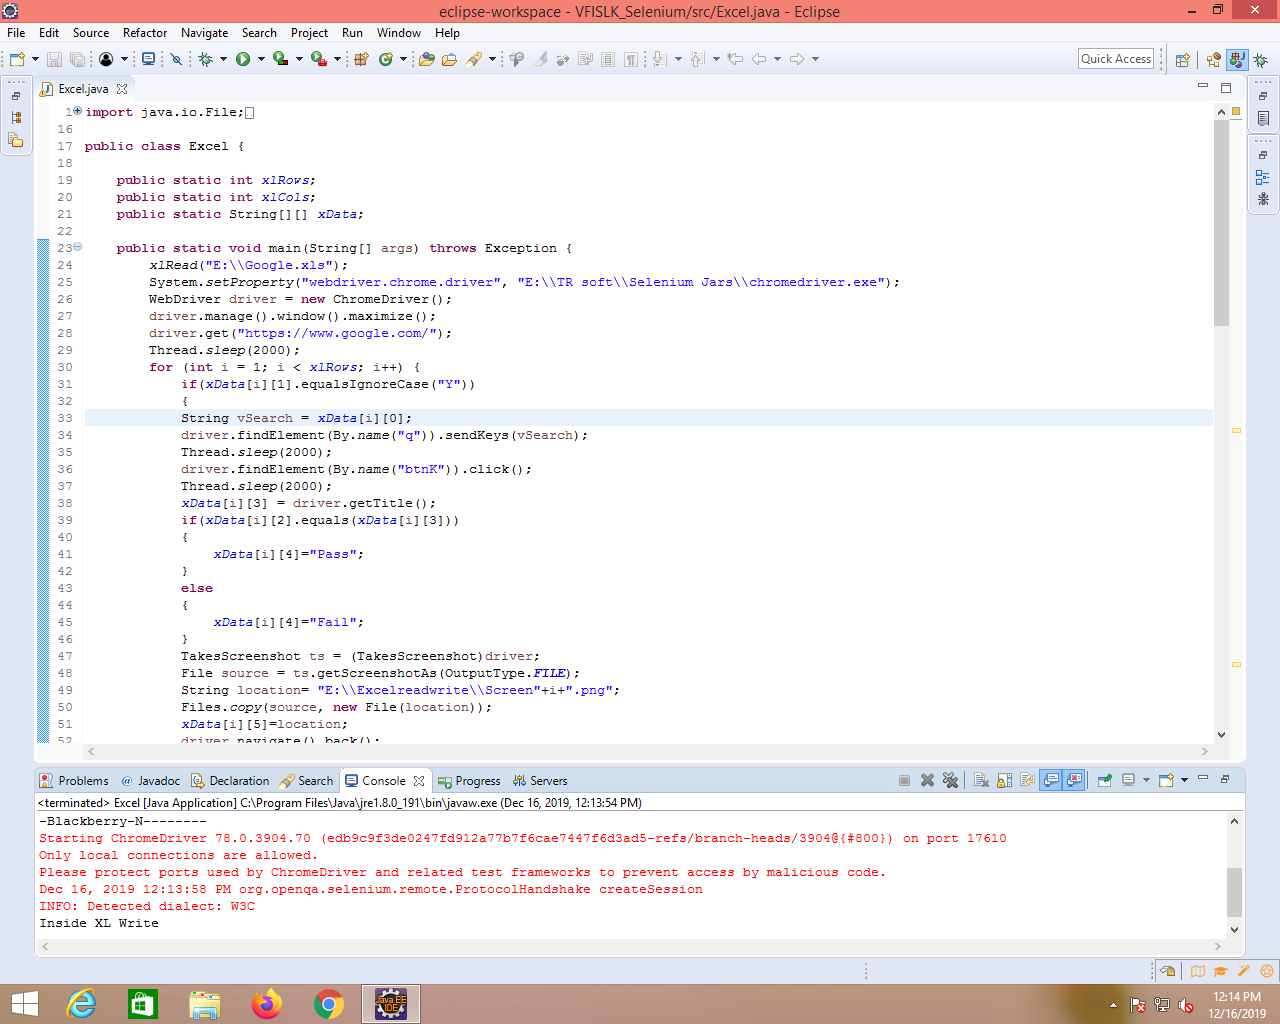 eclipse-workspace - VFISLK_Selenium/src/Excel.java - Eclipse
File Edit Source Refactor Navigate Search Project Run Window Help
Quick Access
Excel.java
1 import java.io.File;
16
17 public class Excel {
18
19 public static int xlRows;
20 public static int xlCols;
21 public static String[][] xData;
22
23 public static void main(String[] args) throws Exception {
24 xlRead("E:\\Google.xls");
25 System.setProperty("webdriver.chrome.driver", "E:\\TR soft\\Selenium Jars\\chromedriver.exe");
26 WebDriver driver = new ChromeDriver();
27 driver.manage().window().maximize();
28 driver.get("https://www.google.com/");
29 Thread.sleep(2000);
30 for (int i = 1; i < xlRows; i++) {
31 if(xData[i][1].equalsIgnoreCase("Y"))
32 {
33 String vSearch = xData[i][0];
34 driver.findElement(By.name("q")).sendKeys(vSearch);
35 Thread.sleep(2000);
36 driver.findElement(By.name("btnK")).click();
37 Thread.sleep(2000);
38 xData[i][3] = driver.getTitle();
39 if(xData[i][2].equals(xData[i][3]))
40 {
41 xData[i][4]="Pass";
42 }
43 else
44 {
45 xData[i][4]="Fail";
46 }
47 TakesScreenshot ts = (TakesScreenshot)driver;
48 File source = ts.getScreenshotAs(OutputType.FILE);
49 String location= "E:\\Excelreadwrite\\Screen"+i+".png";
50 Files.copy(source, new File(location));
51 xData[i][5]=location;
52 driver.navigate().back();
Problems @ Javadoc Declaration Search Console Progress Servers
<terminated> Excel [Java Application] C:\Program Files\Java\jre1.8.0_191\bin\javaw.exe (Dec 16, 2019, 12:13:54 PM)
-Blackberry-N--------
Starting ChromeDriver 78.0.3904.70 (edb9c9f3de0247fd912a77b7f6cae7447f6d3ad5-refs/branch-heads/3904@{#800}) on port 17610
Only local connections are allowed.
Please protect ports used by ChromeDriver and related test frameworks to prevent access by malicious code.
Dec 16, 2019 12:13:58 PM org.openqa.selenium.remote.ProtocolHandshake createSession
INFO: Detected dialect: W3C
Inside XL Write
Java EE
IDE
12:14 PM
12/16/2019